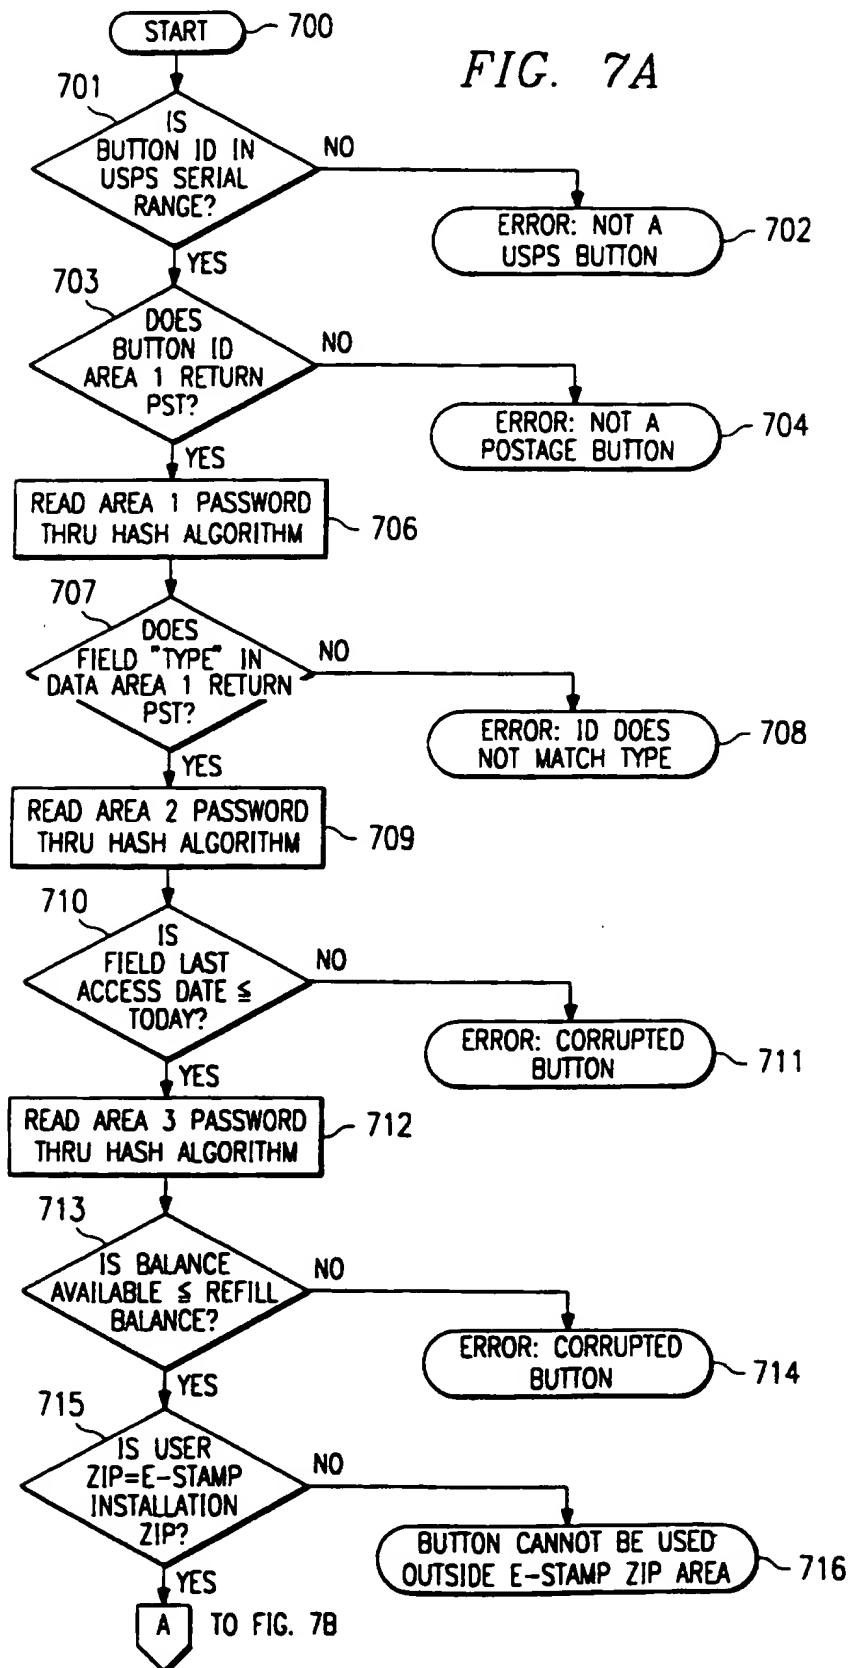 START
700
FIG. 7A
701
IS
BUTTON ID IN
USPS SERIAL
RANGE?
NO
ERROR: NOT A
USPS BUTTON
702
YES
703
DOES
BUTTON ID
AREA 1 RETURN
PST?
NO
ERROR: NOT A
POSTAGE BUTTON
704
YES
READ AREA 1 PASSWORD
THRU HASH ALGORITHM
706
707
DOES
FIELD "TYPE" IN
DATA AREA 1 RETURN
PST?
NO
ERROR: ID DOES
NOT MATCH TYPE
708
YES
READ AREA 2 PASSWORD
THRU HASH ALGORITHM
709
710
IS
FIELD LAST
ACCESS DATE ≦
TODAY?
NO
ERROR: CORRUPTED
BUTTON
711
YES
READ AREA 3 PASSWORD
THRU HASH ALGORITHM
712
713
IS BALANCE
AVAILABLE ≦ REFILL
BALANCE?
NO
ERROR: CORRUPTED
BUTTON
714
YES
715
IS USER
ZIP=E-STAMP
INSTALLATION
ZIP?
NO
BUTTON CANNOT BE USED
OUTSIDE E-STAMP ZIP AREA
716
YES
A
TO FIG. 7B